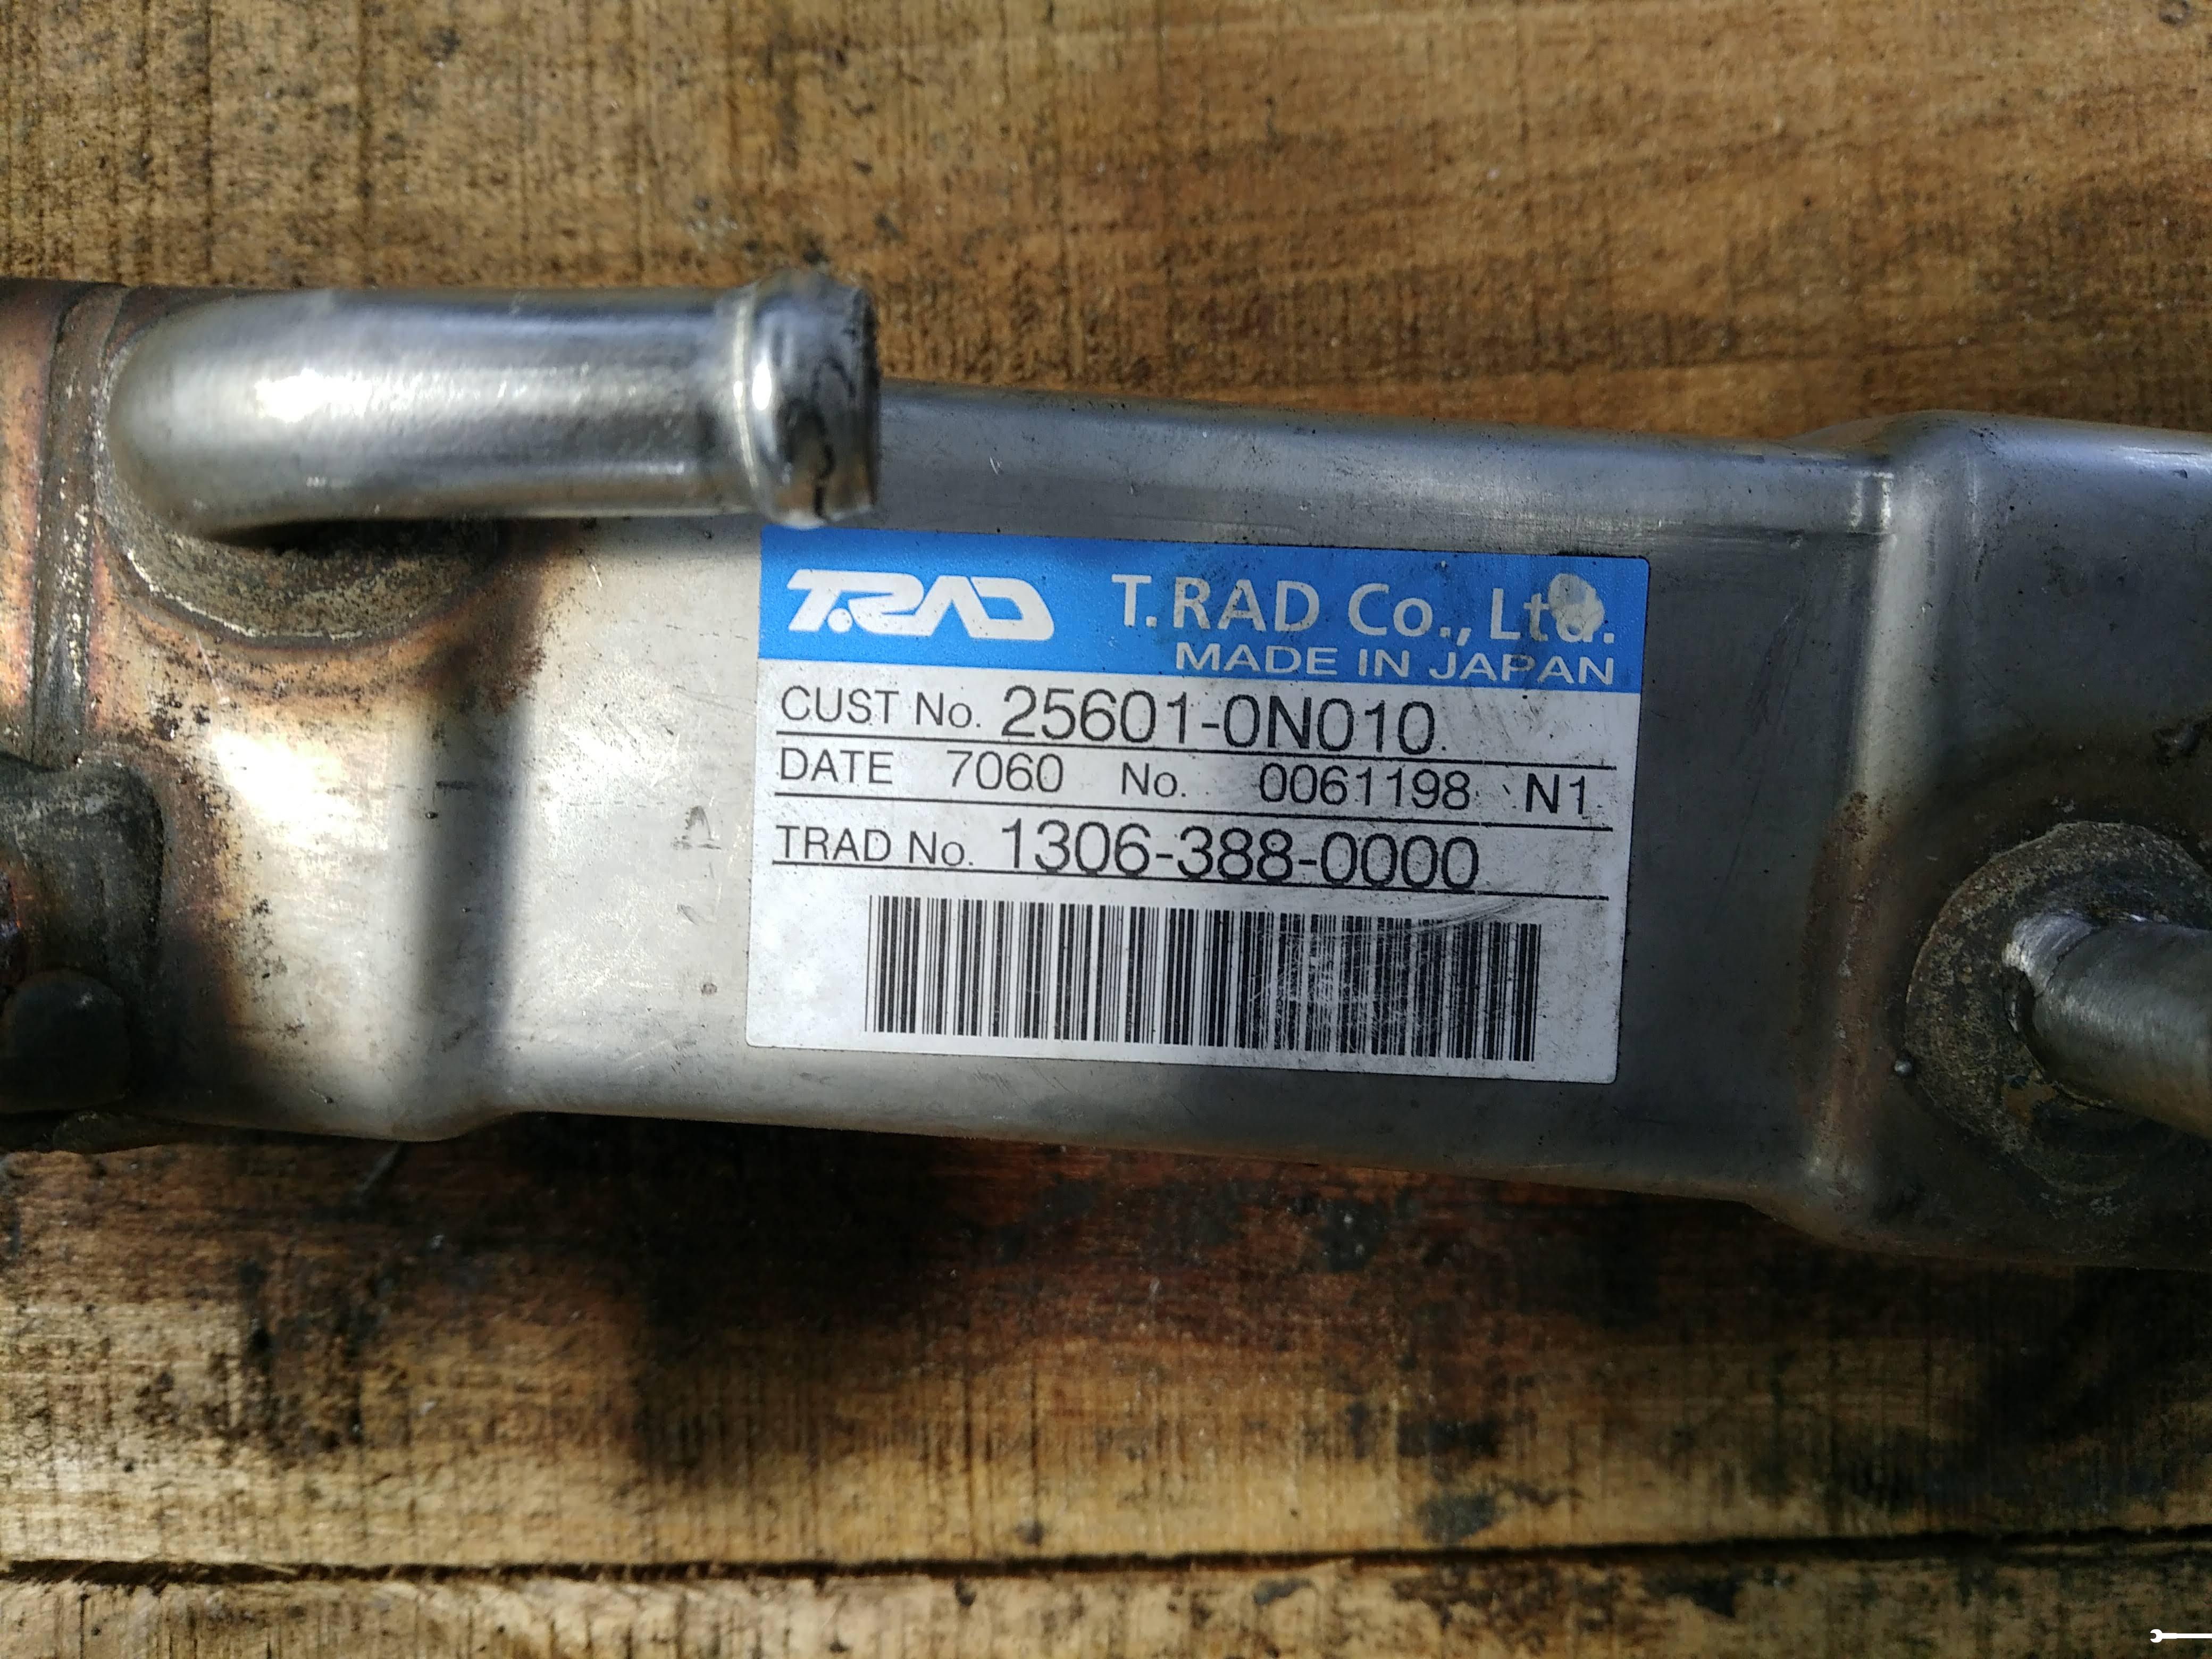 T.RAD T.RAD Co., Ltd.
MADE IN JAPAN
CUST No. 25601-0N010
DATE 7060 No. 0061198 N1
TRAD No. 1306-388-0000